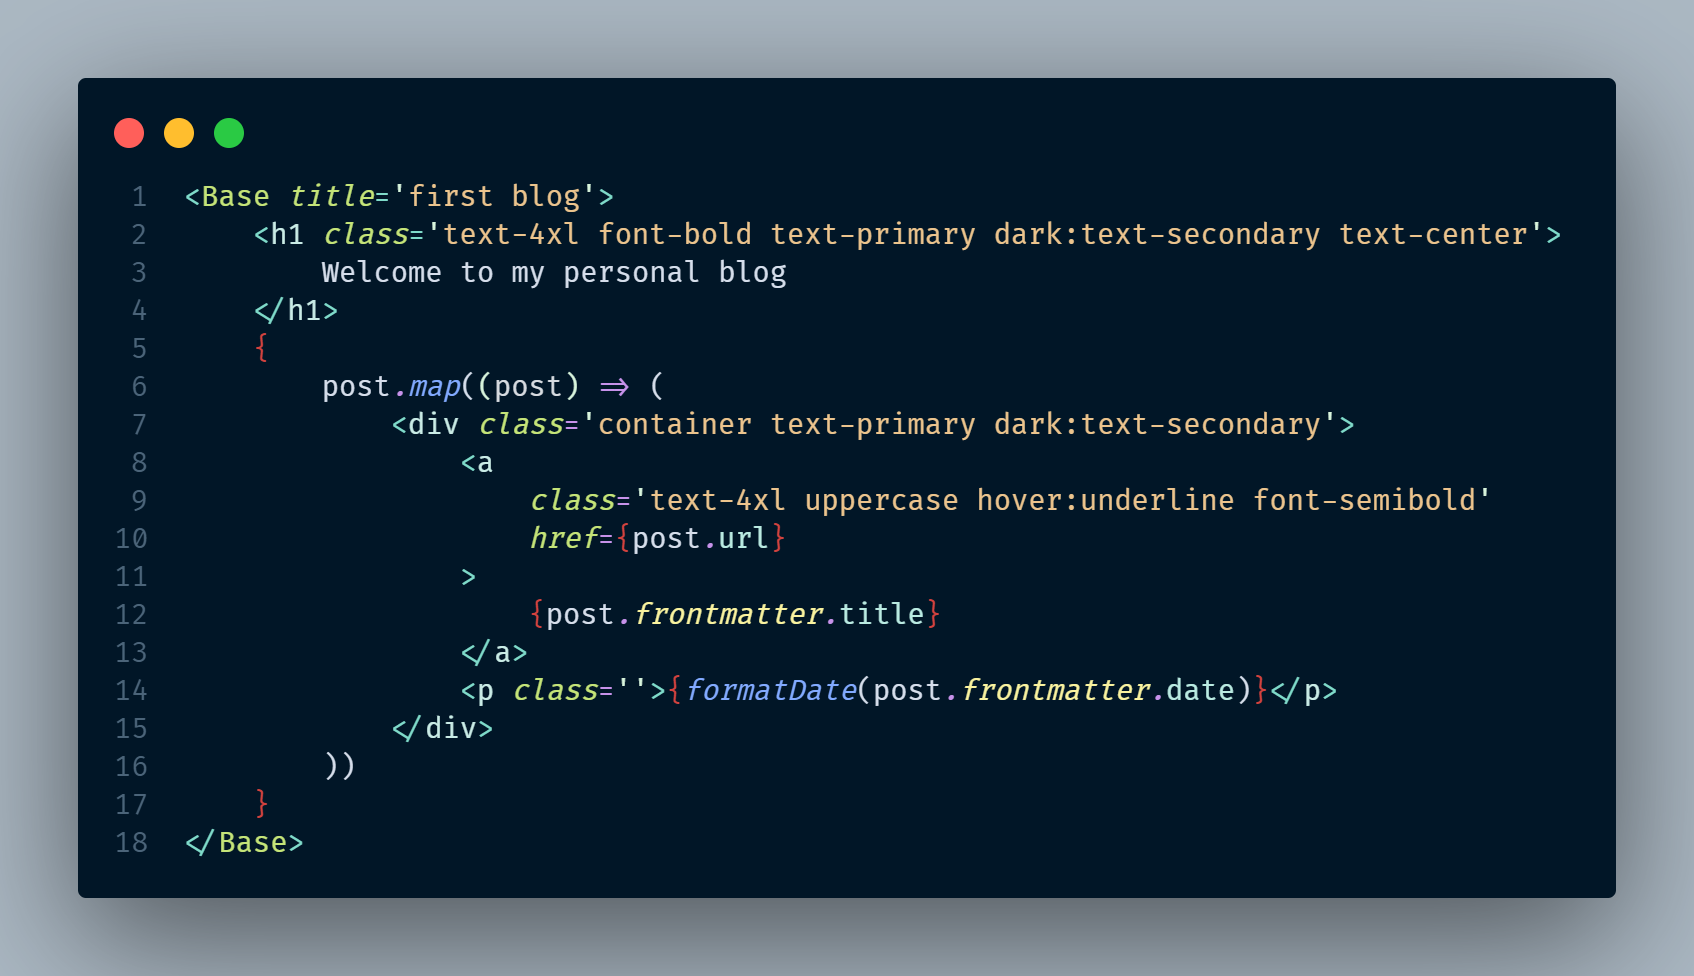 1 <Base title='first blog'>
2     <h1 class='text-4xl font-bold text-primary dark:text-secondary text-center'>
3         Welcome to my personal blog
4     </h1>
5     {
6         post.map((post) => (
7             <div class='container text-primary dark:text-secondary'>
8                 <a
9                     class='text-4xl uppercase hover:underline font-semibold'
10                     href={post.url}
11                 >
12                     {post.frontmatter.title}
13                 </a>
14                 <p class=''>{formatDate(post.frontmatter.date)}</p>
15             </div>
16         ))
17     }
18 </Base>